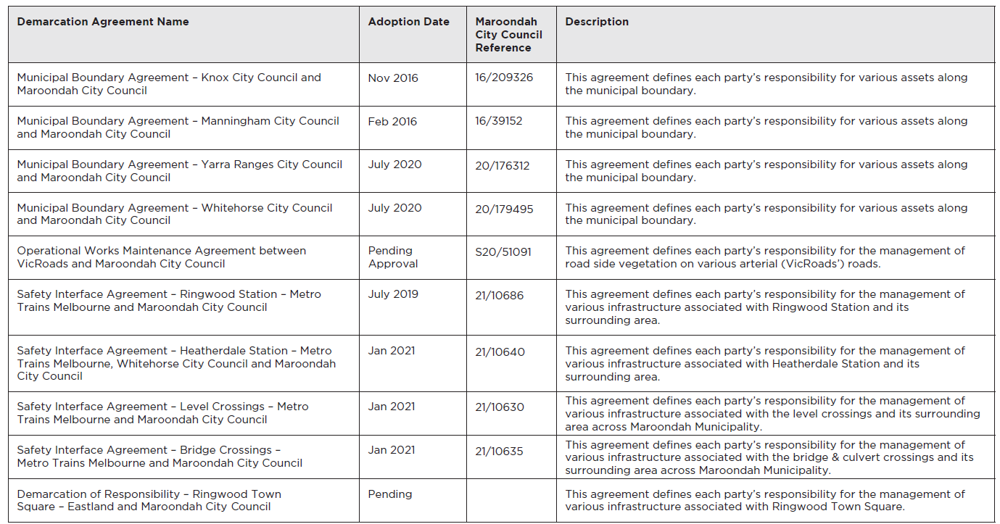 Demarcation Agreement Name
Adoption Date
Maroondah
City Council
Reference
Description
Municipal Boundary Agreement – Knox City Council and
Maroondah City Council
Nov 2016
16/209326
This agreement defines each party’s responsibility for various assets along
the municipal boundary.
Municipal Boundary Agreement – Manningham City Council
and Maroondah City Council
Feb 2016
16/39152
This agreement defines each party’s responsibility for various assets along
the municipal boundary.
Municipal Boundary Agreement – Yarra Ranges City Council
and Maroondah City Council
July 2020
20/176312
This agreement defines each party’s responsibility for various assets along
the municipal boundary.
Municipal Boundary Agreement – Whitehorse City Council
and Maroondah City Council
July 2020
20/179495
This agreement defines each party’s responsibility for various assets along
the municipal boundary.
Operational Works Maintenance Agreement between
VicRoads and Maroondah City Council
Pending
Approval
S20/51091
This agreement defines each party’s responsibility for the management of
road side vegetation on various arterial (VicRoads’) roads.
Safety Interface Agreement – Ringwood Station – Metro
Trains Melbourne and Maroondah City Council
July 2019
21/10686
This agreement defines each party’s responsibility for the management of
various infrastructure associated with Ringwood Station and its
surrounding area.
Safety Interface Agreement – Heatherdale Station – Metro
Trains Melbourne, Whitehorse City Council and Maroondah
City Council
Jan 2021
21/10640
This agreement defines each party’s responsibility for the management of
various infrastructure associated with Heatherdale Station and its
surrounding area.
Safety Interface Agreement – Level Crossings – Metro
Trains Melbourne and Maroondah City Council
Jan 2021
21/10630
This agreement defines each party’s responsibility for the management of
various infrastructure associated with the level crossings and its surrounding
area across Maroondah Municipality.
Safety Interface Agreement – Bridge Crossings –
Metro Trains Melbourne and Maroondah City Council
Jan 2021
21/10635
This agreement defines each party’s responsibility for the management of
various infrastructure associated with the bridge & culvert crossings and its
surrounding area across Maroondah Municipality.
Demarcation of Responsibility – Ringwood Town
Square – Eastland and Maroondah City Council
Pending
This agreement defines each party’s responsibility for the management of
various infrastructure associated with Ringwood Town Square.